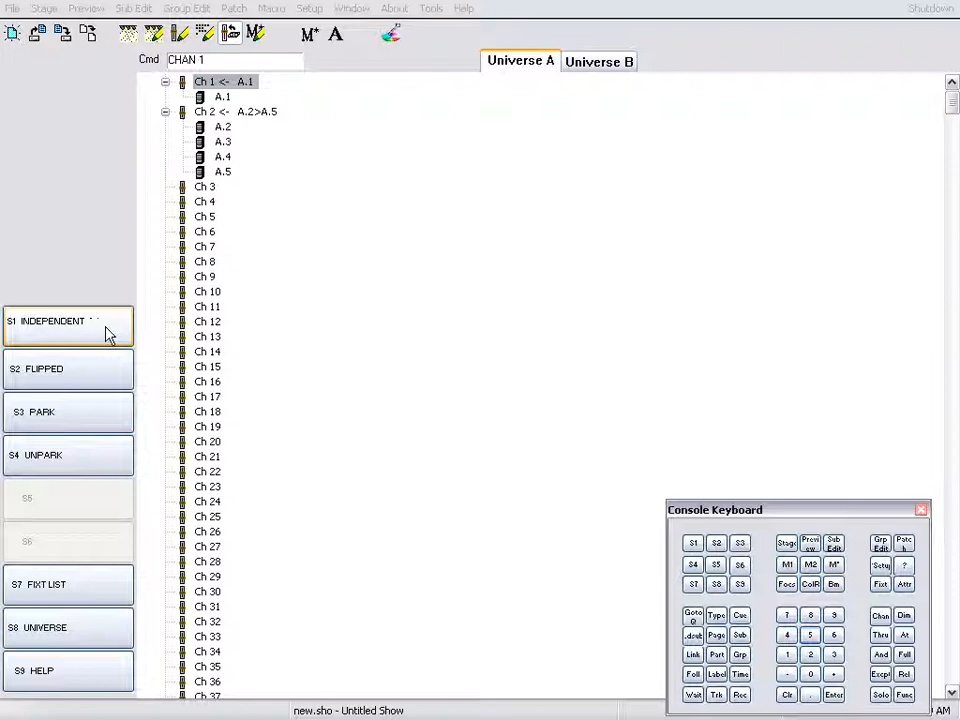 File Stage Preview Sub Edit Group Edit Patch Macro Setup Window About Tools Help Shutdown
M* A
Cmd CHAN 1 Universe A Universe B
Ch 1 <- A.1
A.1
Ch 2 <- A.2>A.5
A.2
A.3
A.4
A.5
Ch 3
Ch 4
Ch 5
Ch 6
Ch 7
Ch 8
Ch 9
Ch 10
Ch 11
Ch 12
Ch 13
Ch 14
Ch 15
Ch 16
Ch 17
Ch 18
Ch 19
Ch 20
Ch 21
Ch 22
Ch 23
Ch 24
Ch 25
Ch 26
Ch 27
Ch 28
Ch 29
Ch 30
Ch 31
Ch 32
Ch 33
Ch 34
Ch 35
Ch 36
Ch 37
S1 INDEPENDENT
S2 FLIPPED
S3 PARK
S4 UNPARK
S5
S6
S7 FIXT LIST
S8 UNIVERSE
S9 HELP
Console Keyboard
S1 S2 S3 Stage Previ ew Sub Edit Grp Edit Patc h
S4 S5 S6 M1 M2 M* Setup ?
S7 S8 S9 Focs ColR Bm Fixt Attr
Goto Q Type Cue 7 8 9 Chan Dim
Page Sub 4 5 6 Thru At
Link Part Grp 1 2 3 And Full
Foll Label Time - 0 + Excpt Rel
Wait Trk Rec Clr . Enter Solo Func
new.sho - Untitled Show AM